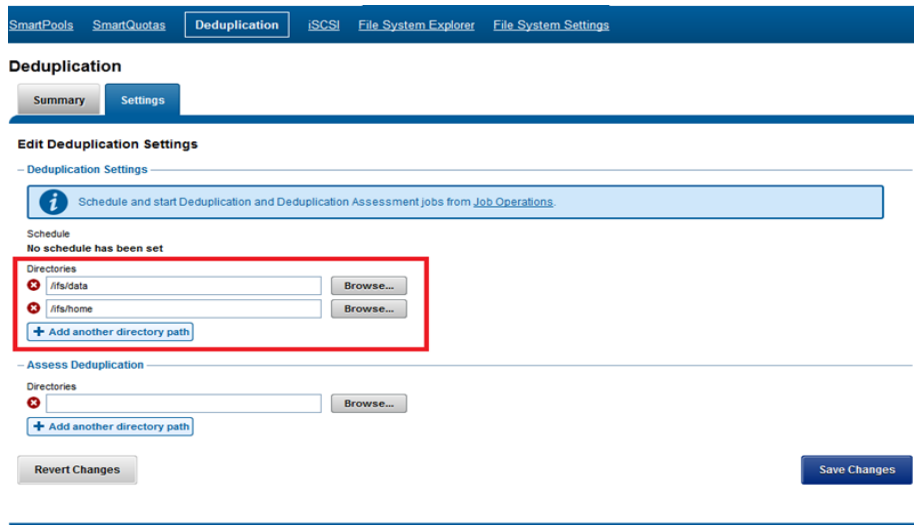 SmartPools SmartQuotas Deduplication iSCSI File System Explorer File System Settings
Deduplication
Summary Settings
Edit Deduplication Settings
Deduplication Settings
i Schedule and start Deduplication and Deduplication Assessment jobs from Job Operations.
Schedule
No schedule has been set
Directories
/ifs/data Browse...
/ifs/home Browse...
+ Add another directory path
Assess Deduplication
Directories
Browse...
+ Add another directory path
Revert Changes Save Changes